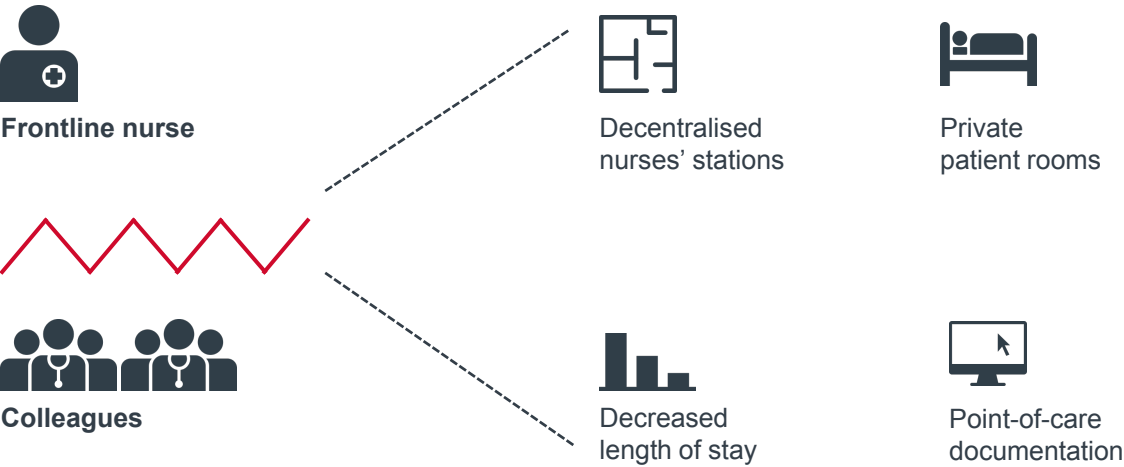 Frontline nurse
Decentralised
nurses’ stations
Private
patient rooms
Colleagues
Decreased
length of stay
Point-of-care
documentation